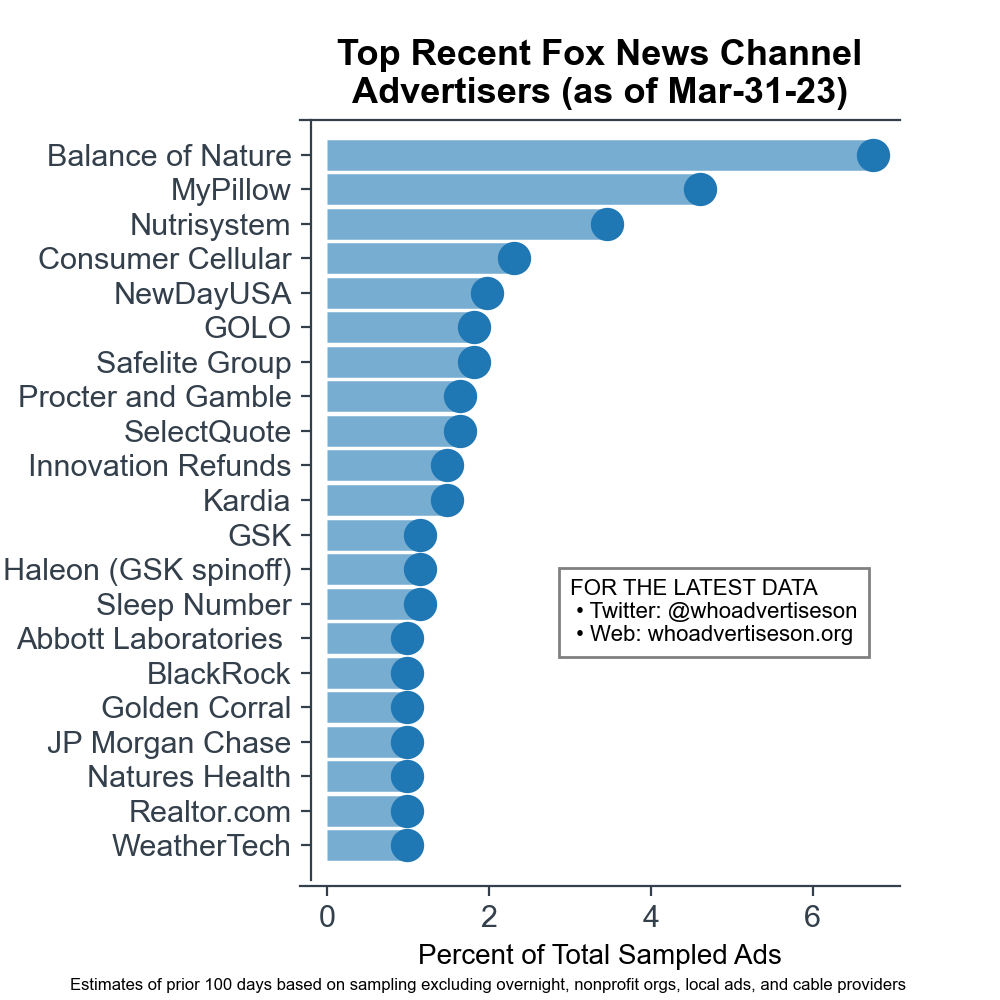 Top Recent Fox News Channel
Advertisers (as of Mar-31-23)
Balance of Nature
MyPillow
Nutrisystem
Consumer Cellular
NewDayUSA
GOLO
Safelite Group
Procter and Gamble
SelectQuote
Innovation Refunds
Kardia
GSK
Haleon (GSK spinoff)
Sleep Number
Abbott Laboratories
BlackRock
Golden Corral
JP Morgan Chase
Natures Health
Realtor.com
WeatherTech
FOR THE LATEST DATA
• Twitter: @whoadvertiseson
• Web: whoadvertiseson.org
0 2 4 6
Percent of Total Sampled Ads
Estimates of prior 100 days based on sampling excluding overnight, nonprofit orgs, local ads, and cable providers